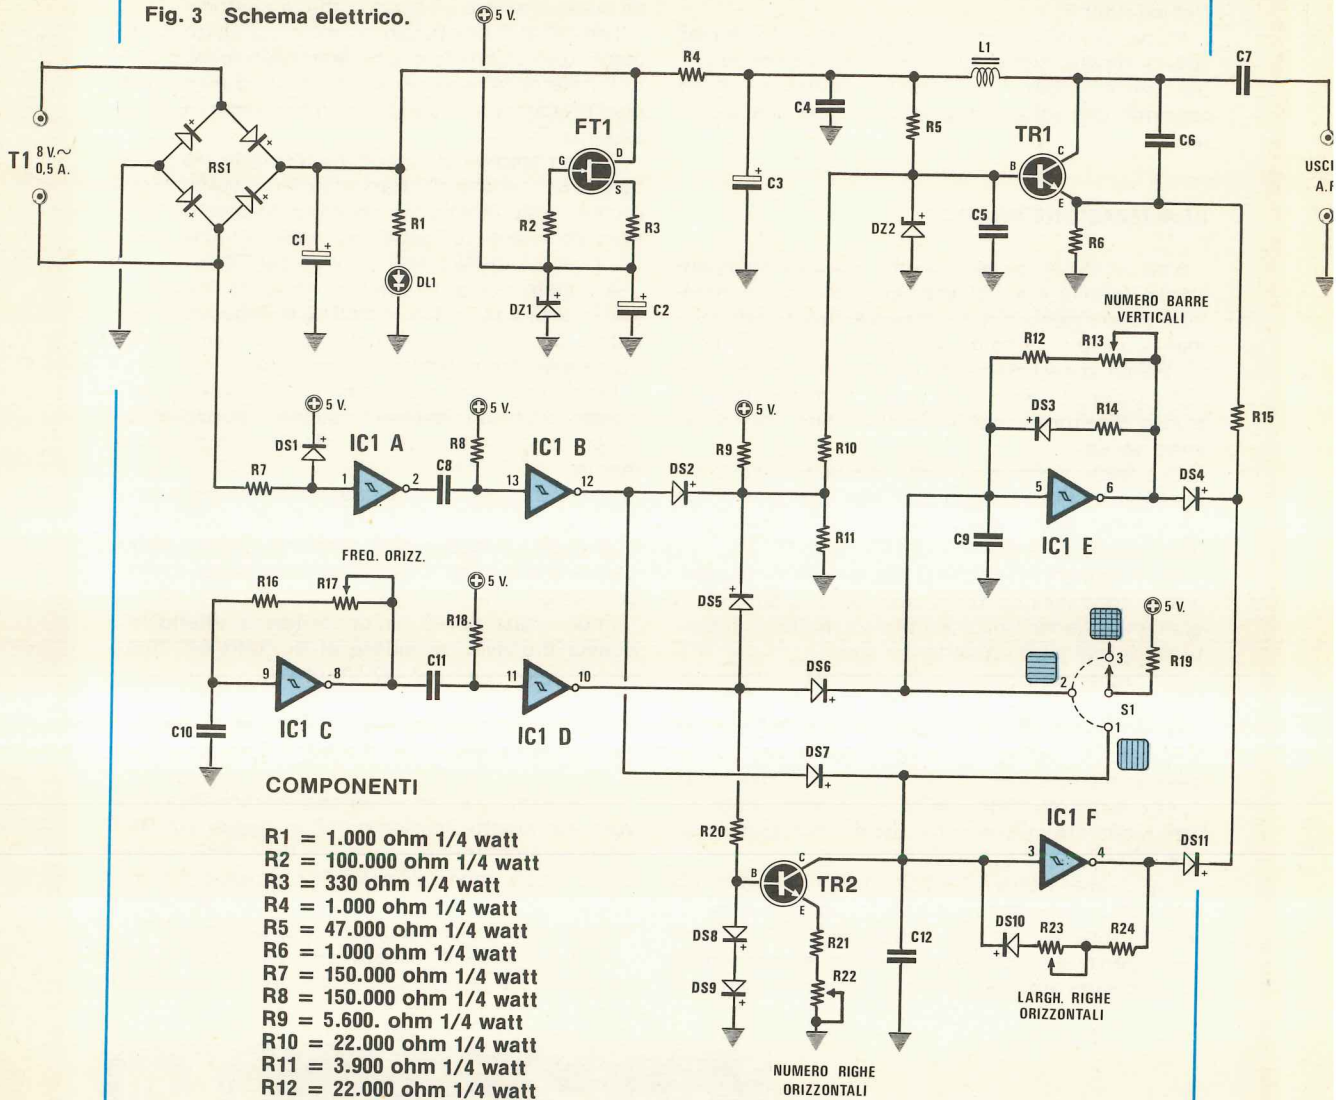 Fig. 3 Schema elettrico.
5 V.
L1
C7
R4
C4
R5
TR1
C
B
E
C6
FT1
G
D
S
T1
8 V.~
0,5 A.
RS1
C3
R1
R2
R3
C1
DL1
DZ1
C2
DZ2
C5
R6
USCI
NUMERO BARRE
VERTICALI
R12
R13
5 V.
5 V.
5 V.
DS3
R14
R15
DS1
IC1 A
R8
IC1 B
R9
R10
R7
1
2
C8
13
12
DS2
5
6
DS4
R11
C9
IC1 E
FREQ. ORIZZ.
R16
R17
5 V.
DS5
5 V.
R18
3
R19
9
8
C11
11
10
DS6
2
S1
C10
IC1 C
IC1 D
1
DS7
COMPONENTI
IC1 F
R20
3
4
DS11
R1 = 1.000 ohm 1/4 watt
R2 = 100.000 ohm 1/4 watt
R3 = 330 ohm 1/4 watt
R4 = 1.000 ohm 1/4 watt
R5 = 47.000 ohm 1/4 watt
R6 = 1.000 ohm 1/4 watt
R7 = 150.000 ohm 1/4 watt
R8 = 150.000 ohm 1/4 watt
R9 = 5.600. ohm 1/4 watt
R10 = 22.000 ohm 1/4 watt
R11 = 3.900 ohm 1/4 watt
R12 = 22.000 ohm 1/4 watt
B
C
E
TR2
DS8
DS9
R21
R22
C12
DS10
R23
R24
LARGH. RIGHE
ORIZZONTALI
NUMERO RIGHE
ORIZZONTALI